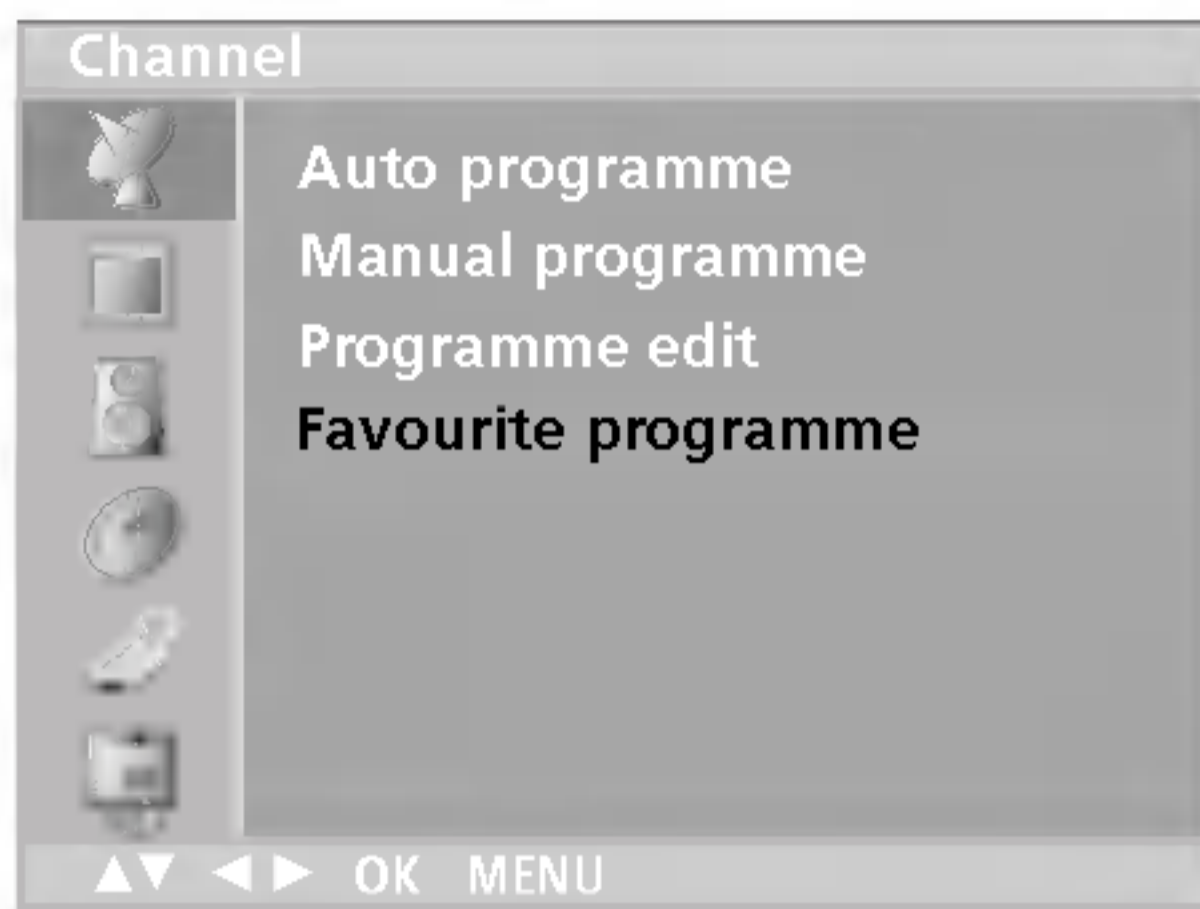 Channel
Auto programme
Manual programme
Programme edit
Favourite programme
▲▼ ◀ ▶ OK MENU